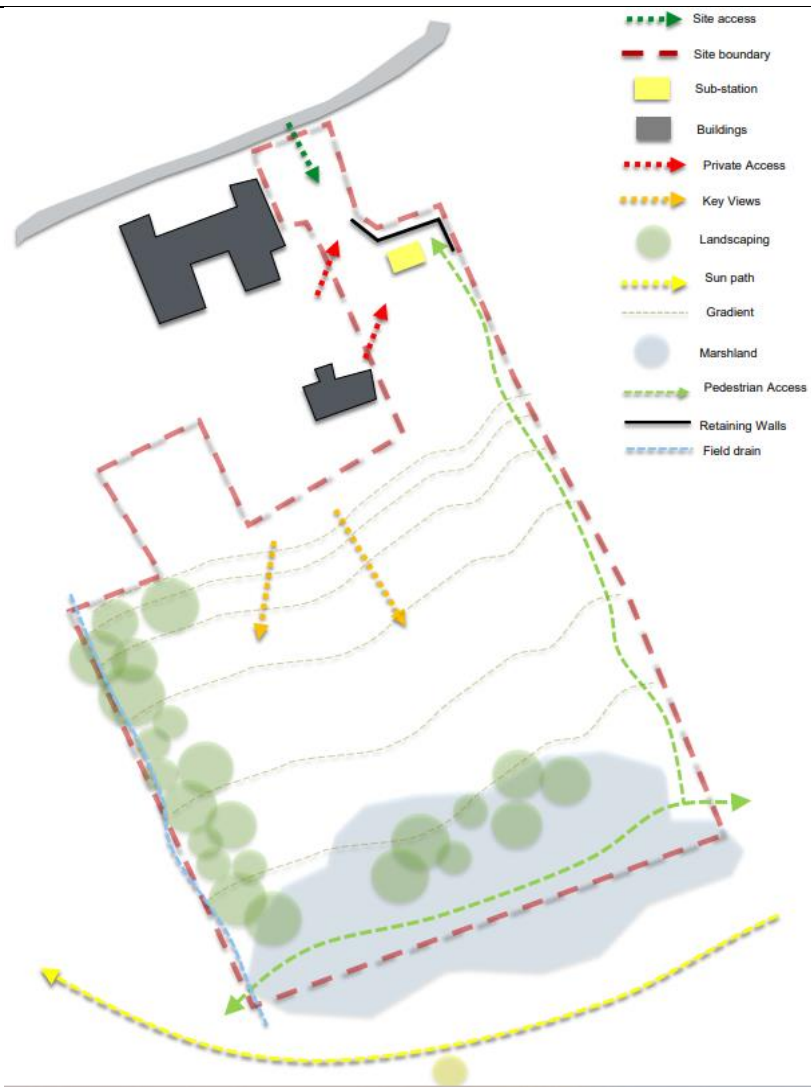 Site access
Site boundary
Sub-station
Buildings
Private Access
Key Views
Landscaping
Sun path
Gradient
Marshland
Pedestrian Access
Retaining Walls
Field drain